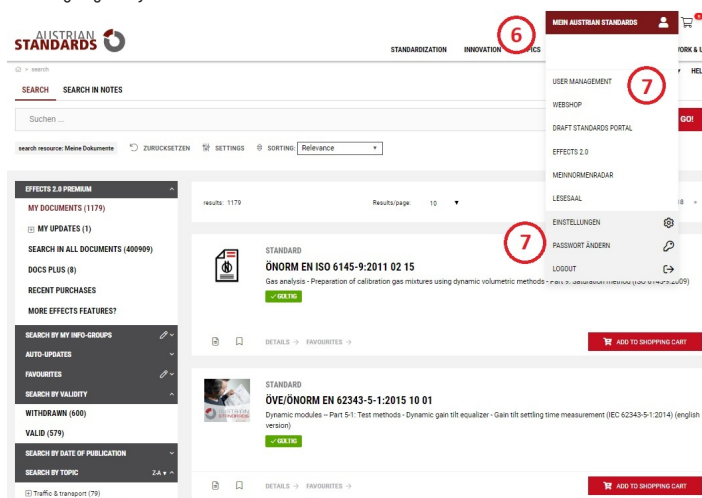 MEIN AUSTRIAN STANDARDS
AUSTRIAN
STANDARDS
6
STANDARDIZATION INNOVATION
> search
7
SEARCH SEARCH IN NOTES
USER MANAGEMENT
WEBSHOP
Suchen ...
GO!
DRAFT STANDARDS PORTAL
search resource: Meine Dokumente ZURÜCKSETZEN SETTINGS SORTING: Relevance
EFFECTS 2.0
MEINNORMENRADAR
EFFECTS 2.0 PREMIUM
LESESAAL
MY DOCUMENTS (1179)
results: 1179 Results/page: 10
MY UPDATES (1)
EINSTELLUNGEN
SEARCH IN ALL DOCUMENTS (400909)
7
PASSWORT ÄNDERN
DOCS PLUS (8)
LOGOUT
RECENT PURCHASES
MORE EFFECTS FEATURES?
STANDARD
ÖNORM EN ISO 6145-9:2011 02 15
Gas analysis - Preparation of calibration gas mixtures using dynamic volumetric methods - Part 9: Saturation method (ISO 6145-9:2009)
GÜLTIG
SEARCH BY MY INFO-GROUPS
DETAILS → FAVOURITES → ADD TO SHOPPING CART
AUTO-UPDATES
FAVOURITES
SEARCH BY VALIDITY
WITHDRAWN (600)
VALID (579)
SEARCH BY DATE OF PUBLICATION
SEARCH BY TOPIC Z-A
Traffic & transport (79)
STANDARD
ÖVE/ÖNORM EN 62343-5-1:2015 10 01
Dynamic modules -- Part 5-1: Test methods - Dynamic gain tilt equalizer - Gain tilt settling time measurement (IEC 62343-5-1:2014) (english
version)
GÜLTIG
DETAILS → FAVOURITES → ADD TO SHOPPING CART